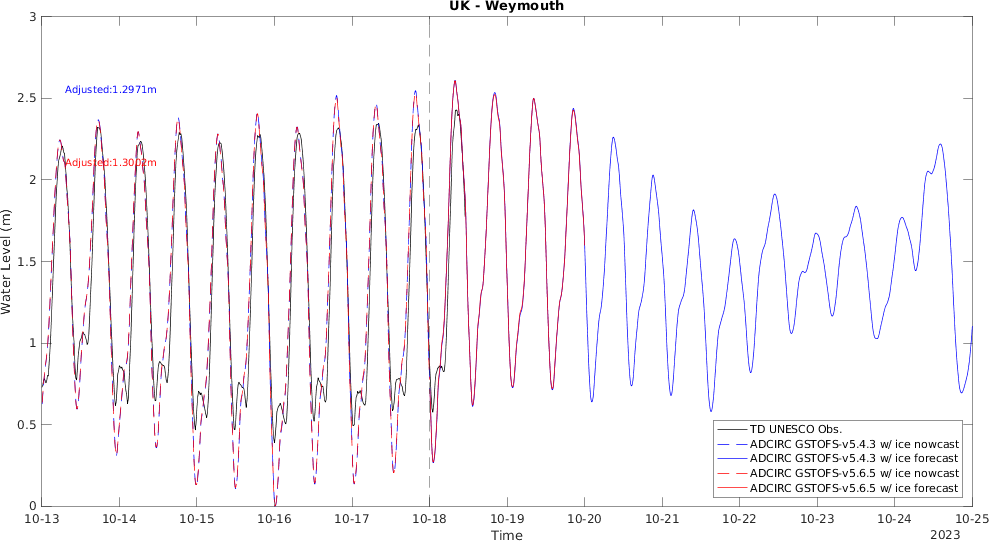 UK - Weymouth
3
2.5
2
1.5
1
0.5
0
Water Level (m)
Adjusted:1.2971m
Adjusted:1.3002m
TD UNESCO Obs.
ADCIRC GSTOFS-v5.4.3 w/ ice nowcast
ADCIRC GSTOFS-v5.4.3 w/ ice forecast
ADCIRC GSTOFS-v5.6.5 w/ ice nowcast
ADCIRC GSTOFS-v5.6.5 w/ ice forecast
10-13 10-14 10-15 10-16 10-17 10-18 10-19 10-20 10-21 10-22 10-23 10-24 10-25
Time
2023